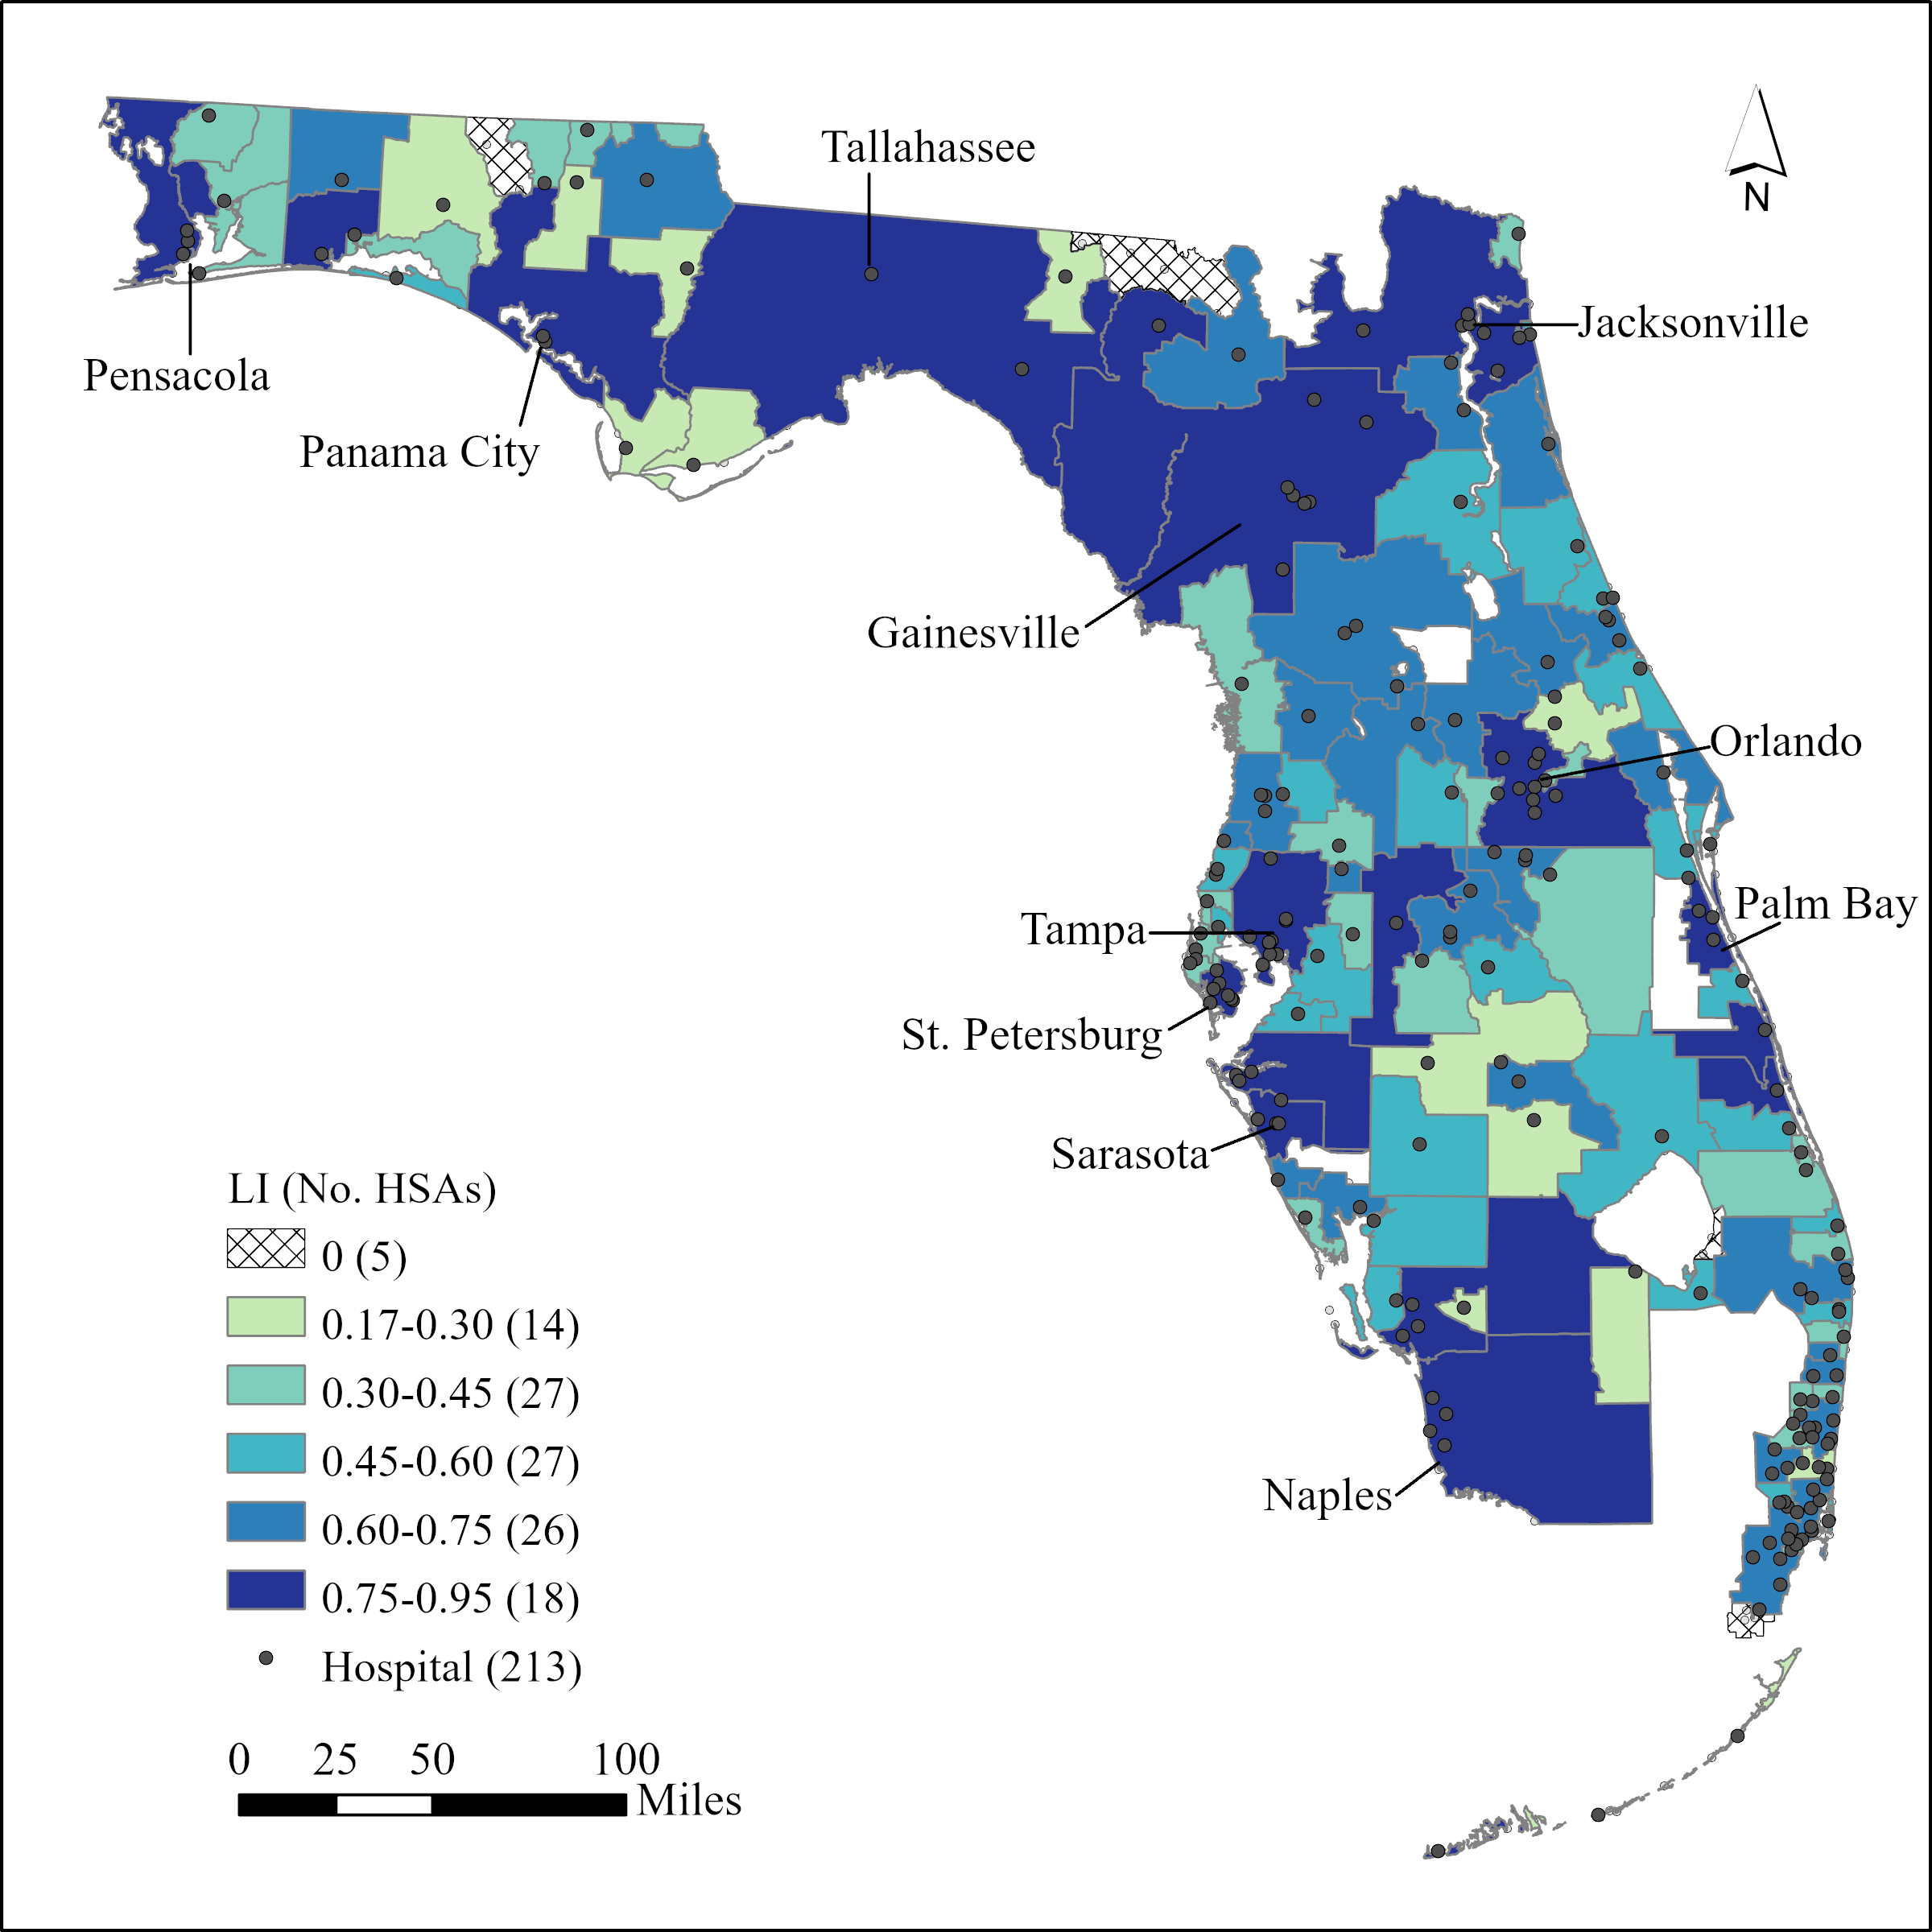 N
Tallahassee
Jacksonville
Pensacola
Panama City
Gainesville
Orlando
Palm Bay
Tampa
St. Petersburg
Sarasota
Naples
LI (No. HSAs)
0 (5)
0.17-0.30 (14)
0.30-0.45 (27)
0.45-0.60 (27)
0.60-0.75 (26)
0.75-0.95 (18)
Hospital (213)
0 25 50 100
Miles